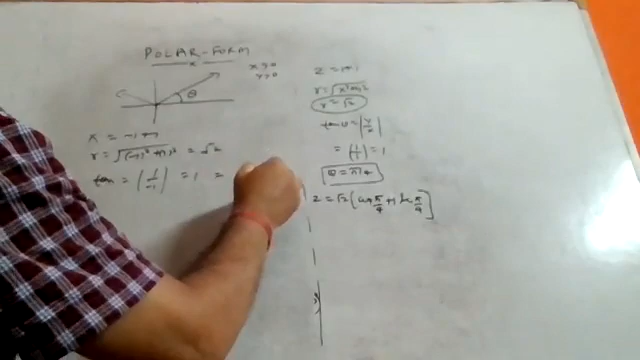 POLAR-FORM
x>0
y>0
θ
x = -1+i
r = √(-1)²+(1)² = √2
tan = (1/-1) = 1 =
z = 1+i
r = √x²+y²
r = √2
tan θ = |y/x|
= (1/1) = 1
θ = π/4
z = √2 [cos π/4 + i sin π/4]